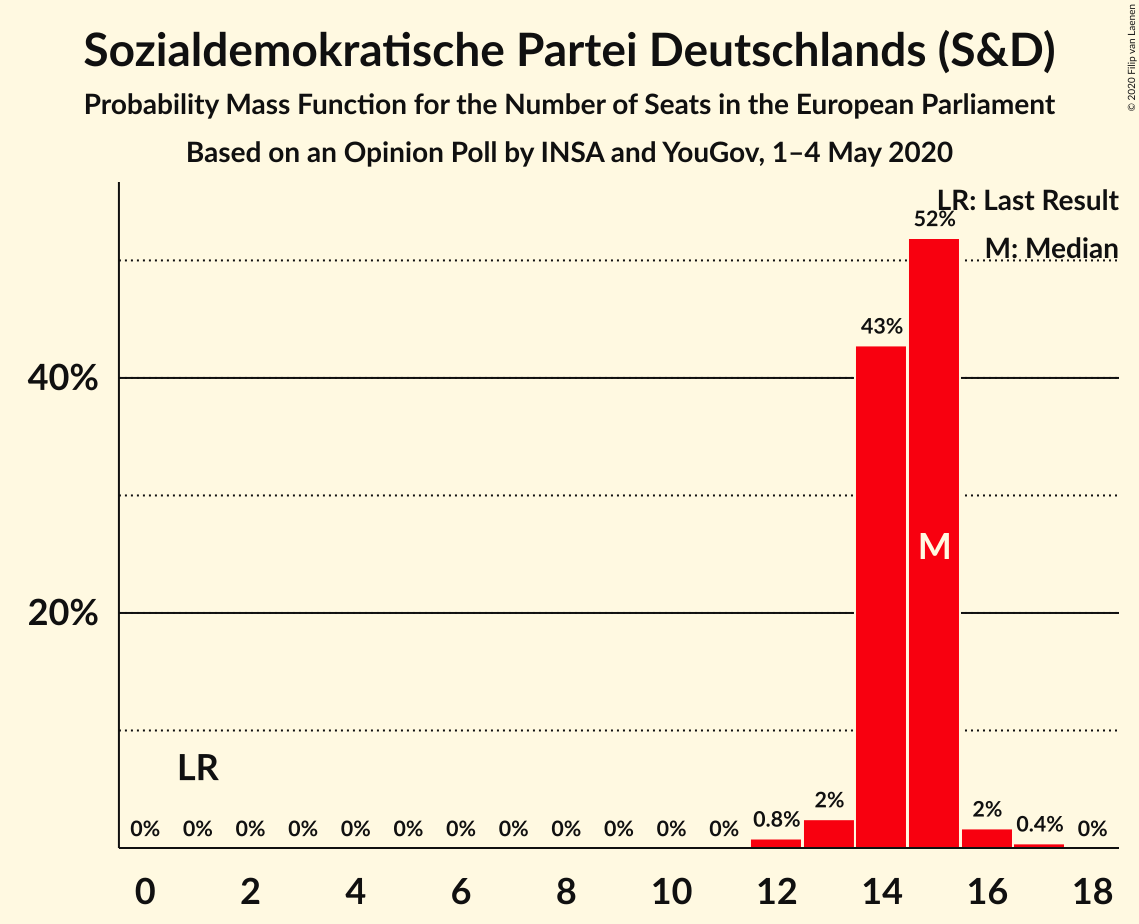 Sozialdemokratische Partei Deutschlands (S&D)
Probability Mass Function for the Number of Seats in the European Parliament
Based on an Opinion Poll by INSA and YouGov, 1–4 May 2020
© 2020 Filip van Laenen
LR: Last Result
52%
M: Median
43%
40%
M
20%
LR
0% 0% 0% 0% 0% 0% 0% 0% 0% 0% 0% 0% 0.8% 2% 2% 0.4% 0%
0 2 4 6 8 10 12 14 16 18